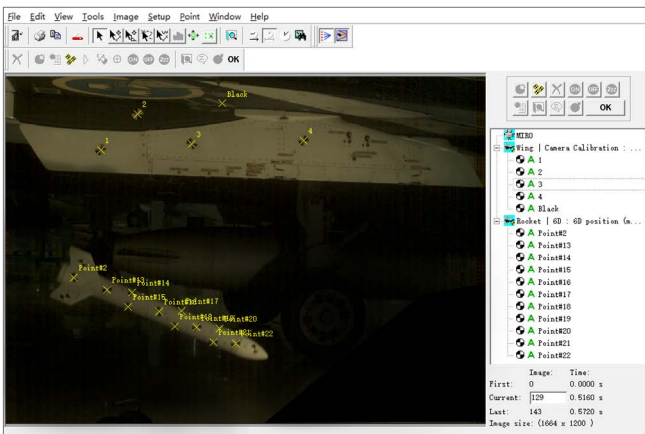 File Edit View Tools Image Setup Point Window Help
OK
OK
Black
2
1
3
4
Point#2
Point#13
Point#14
Point#15
Point#17
Point#20
Point#22
MIRO
Wing | Camera Calibration : ...
A 1
A 2
A 3
A 4
A Black
Rocket | 6D : 6D position (m...
A Point#2
A Point#13
A Point#14
A Point#15
A Point#16
A Point#17
A Point#18
A Point#19
A Point#20
A Point#21
A Point#22
Image: Time:
First: 0 0.0000 s
Current: 129 0.5160 s
Last: 143 0.5720 s
Image size: (1664 x 1200 )